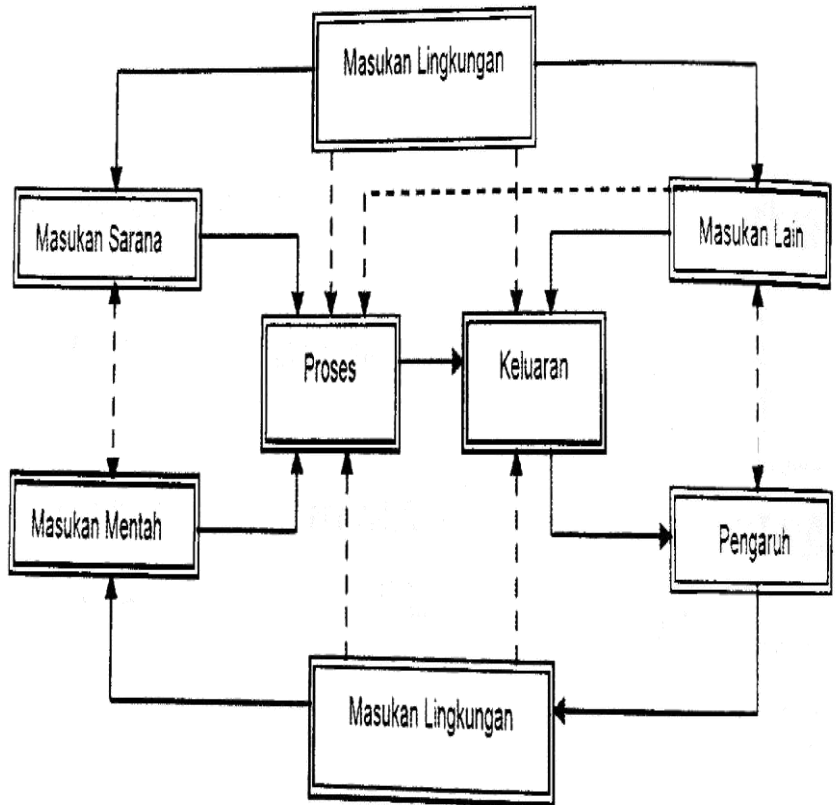 Masukan Lingkungan
Masukan Sarana
Masukan Lain
Proses
Keluaran
Masukan Mentah
Pengaruh
Masukan Lingkungan